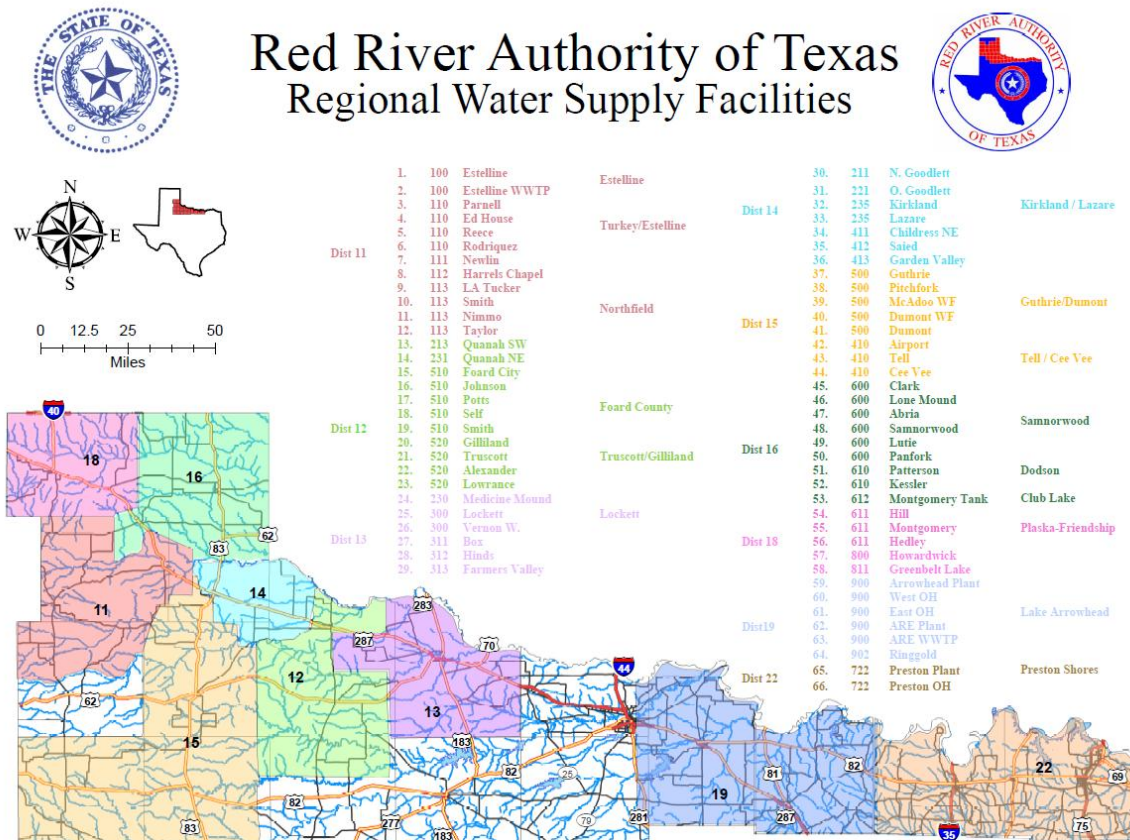 THE STATE OF TEXAS
Red River Authority of Texas
Regional Water Supply Facilities
RED RIVER AUTHORITY
OF TEXAS
N
W E
S
0 12.5 25 50
Miles
1. 100 Estelline Estelline
2. 100 Estelline WWTP
3. 110 Parnell
4. 110 Ed House Turkey/Estelline
5. 110 Reece
6. 110 Rodriquez
Dist 11
7. 111 Newlin
8. 112 Harrels Chapel
9. 113 LA Tucker
10. 113 Smith Northfield
11. 113 Nimmo
12. 113 Taylor
13. 213 Quanah SW
14. 231 Quanah NE
15. 510 Foard City
16. 510 Johnson
17. 510 Potts Foard County
18. 510 Self
Dist 12 19. 510 Smith
20. 520 Gilliland
21. 520 Truscott Truscott/Gilliland
22. 520 Alexander
23. 520 Lowrance
24. 230 Medicine Mound
25. 300 Lockett Lockett
26. 300 Vernon W.
Dist 13 27. 311 Box
28. 312 Hinds
29. 313 Farmers Valley
30. 211 N. Goodlett
31. 221 O. Goodlett
Dist 14 32. 235 Kirkland Kirkland / Lazare
33. 235 Lazare
34. 411 Childress NE
35. 412 Saied
36. 413 Garden Valley
37. 500 Guthrie
38. 500 Pitchfork
39. 500 McAdoo WF Guthrie/Dumont
40. 500 Dumont WF
Dist 15 41. 500 Dumont
42. 410 Airport
43. 410 Tell Tell / Cee Vee
44. 410 Cee Vee
45. 600 Clark
46. 600 Lone Mound
47. 600 Abria Samnorwood
48. 600 Samnorwood
Dist 16 49. 600 Lutie
50. 600 Panfork
51. 610 Patterson Dodson
52. 610 Kessler
53. 612 Montgomery Tank Club Lake
54. 611 Hill
55. 611 Montgomery Plaska-Friendship
Dist 18 56. 611 Hedley
57. 800 Howardwick
58. 811 Greenbelt Lake
59. 900 Arrowhead Plant
60. 900 West OH
61. 900 East OH Lake Arrowhead
Dist19 62. 900 ARE Plant
63. 900 ARE WWTP
64. 902 Ringgold
Dist 22 65. 722 Preston Plant Preston Shores
66. 722 Preston OH
40
18
16
83 62
11
14
283
287 70
44
62
12
13
15
183
82
25
81 82
22
69
19
82
83
277
183
79
281
287
35
75